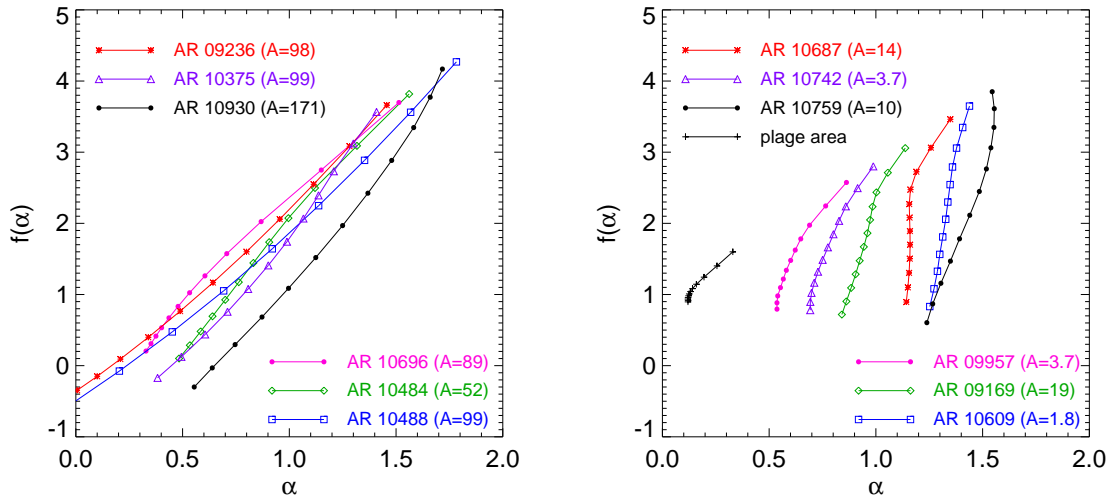 5
4
3
2
1
0
-1
f(α)
AR 09236 (A=98)
AR 10375 (A=99)
AR 10930 (A=171)
AR 10696 (A=89)
AR 10484 (A=52)
AR 10488 (A=99)
0.0 0.5 1.0 1.5 2.0
α
5
4
3
2
1
0
-1
f(α)
AR 10687 (A=14)
AR 10742 (A=3.7)
AR 10759 (A=10)
plage area
AR 09957 (A=3.7)
AR 09169 (A=19)
AR 10609 (A=1.8)
0.0 0.5 1.0 1.5 2.0
α